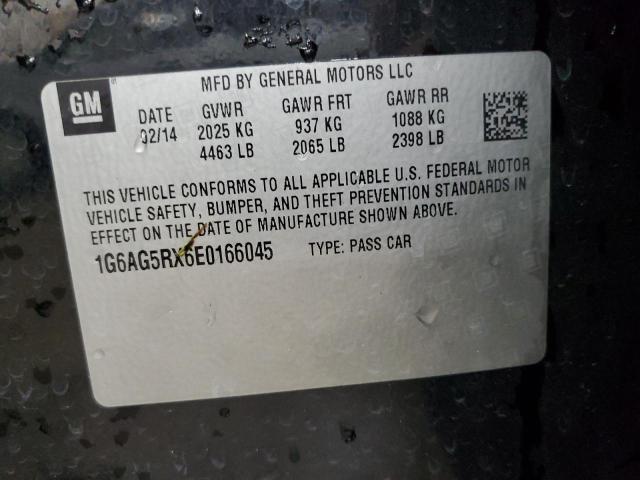 MFD BY GENERAL MOTORS LLC
GM
DATE GVWR GAWR FRT GAWR RR
02/14 2025 KG 937 KG 1088 KG
4463 LB 2065 LB 2398 LB
THIS VEHICLE CONFORMS TO ALL APPLICABLE U.S. FEDERAL MOTOR
VEHICLE SAFETY, BUMPER, AND THEFT PREVENTION STANDARDS IN
EFFECT ON THE DATE OF MANUFACTURE SHOWN ABOVE.
1G6AG5RX6E0166045 TYPE: PASS CAR